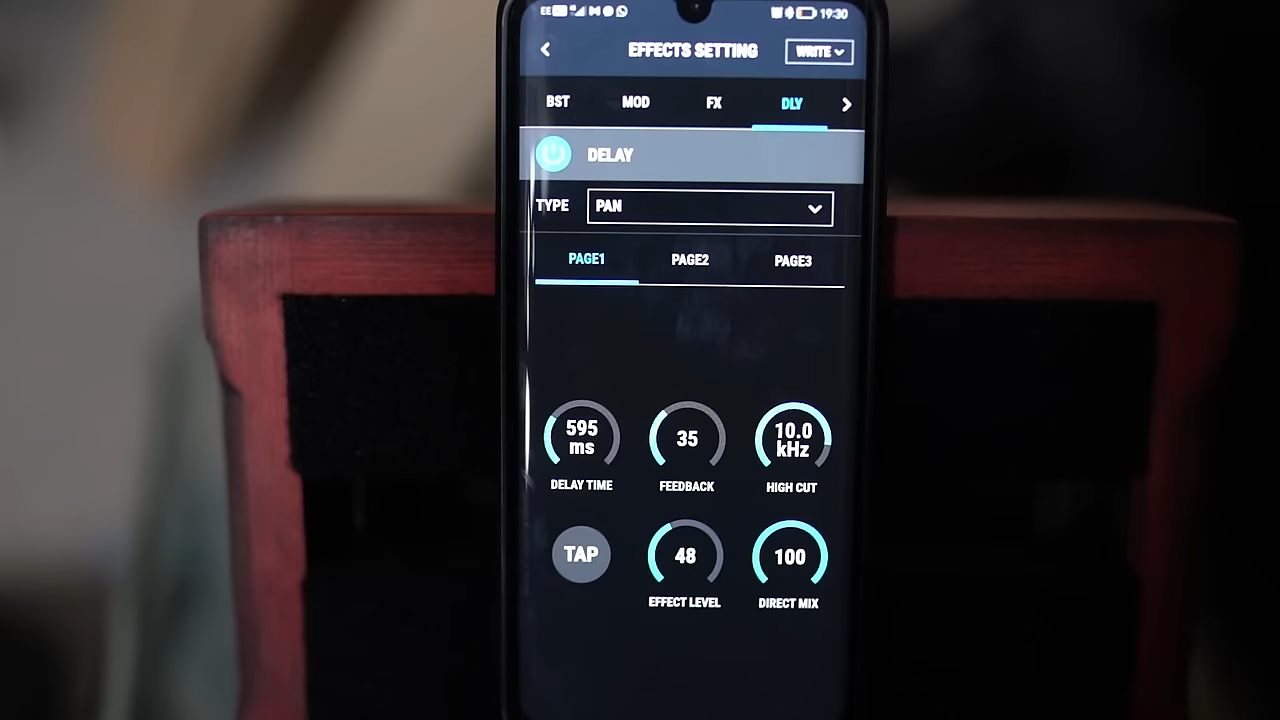 EE 19:30
EFFECTS SETTING WRITE
BST MOD FX DLY
DELAY
TYPE PAN
PAGE1 PAGE2 PAGE3
595 ms 35 10.0 kHz
DELAY TIME FEEDBACK HIGH CUT
TAP 48 100
EFFECT LEVEL DIRECT MIX